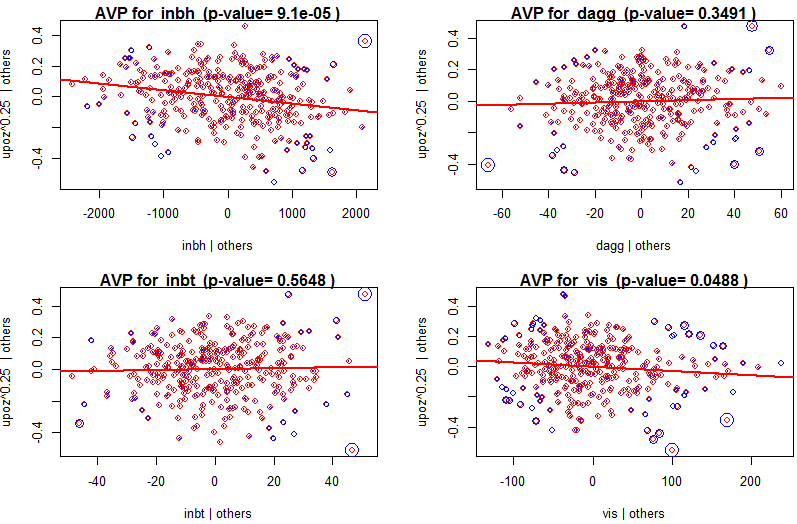 AVP for inbh (p-value= 9.1e-05 )
upoz^0.25 | others
-0.4 0.0 0.2 0.4
-2000 -1000 0 1000 2000
inbh | others
AVP for dagg (p-value= 0.3491 )
upoz^0.25 | others
-0.4 0.0 0.2 0.4
-60 -40 -20 0 20 40 60
dagg | others
AVP for inbt (p-value= 0.5648 )
upoz^0.25 | others
-0.4 0.0 0.2 0.4
-40 -20 0 20 40
inbt | others
AVP for vis (p-value= 0.0488 )
upoz^0.25 | others
-0.4 0.0 0.2 0.4
-100 0 100 200
vis | others